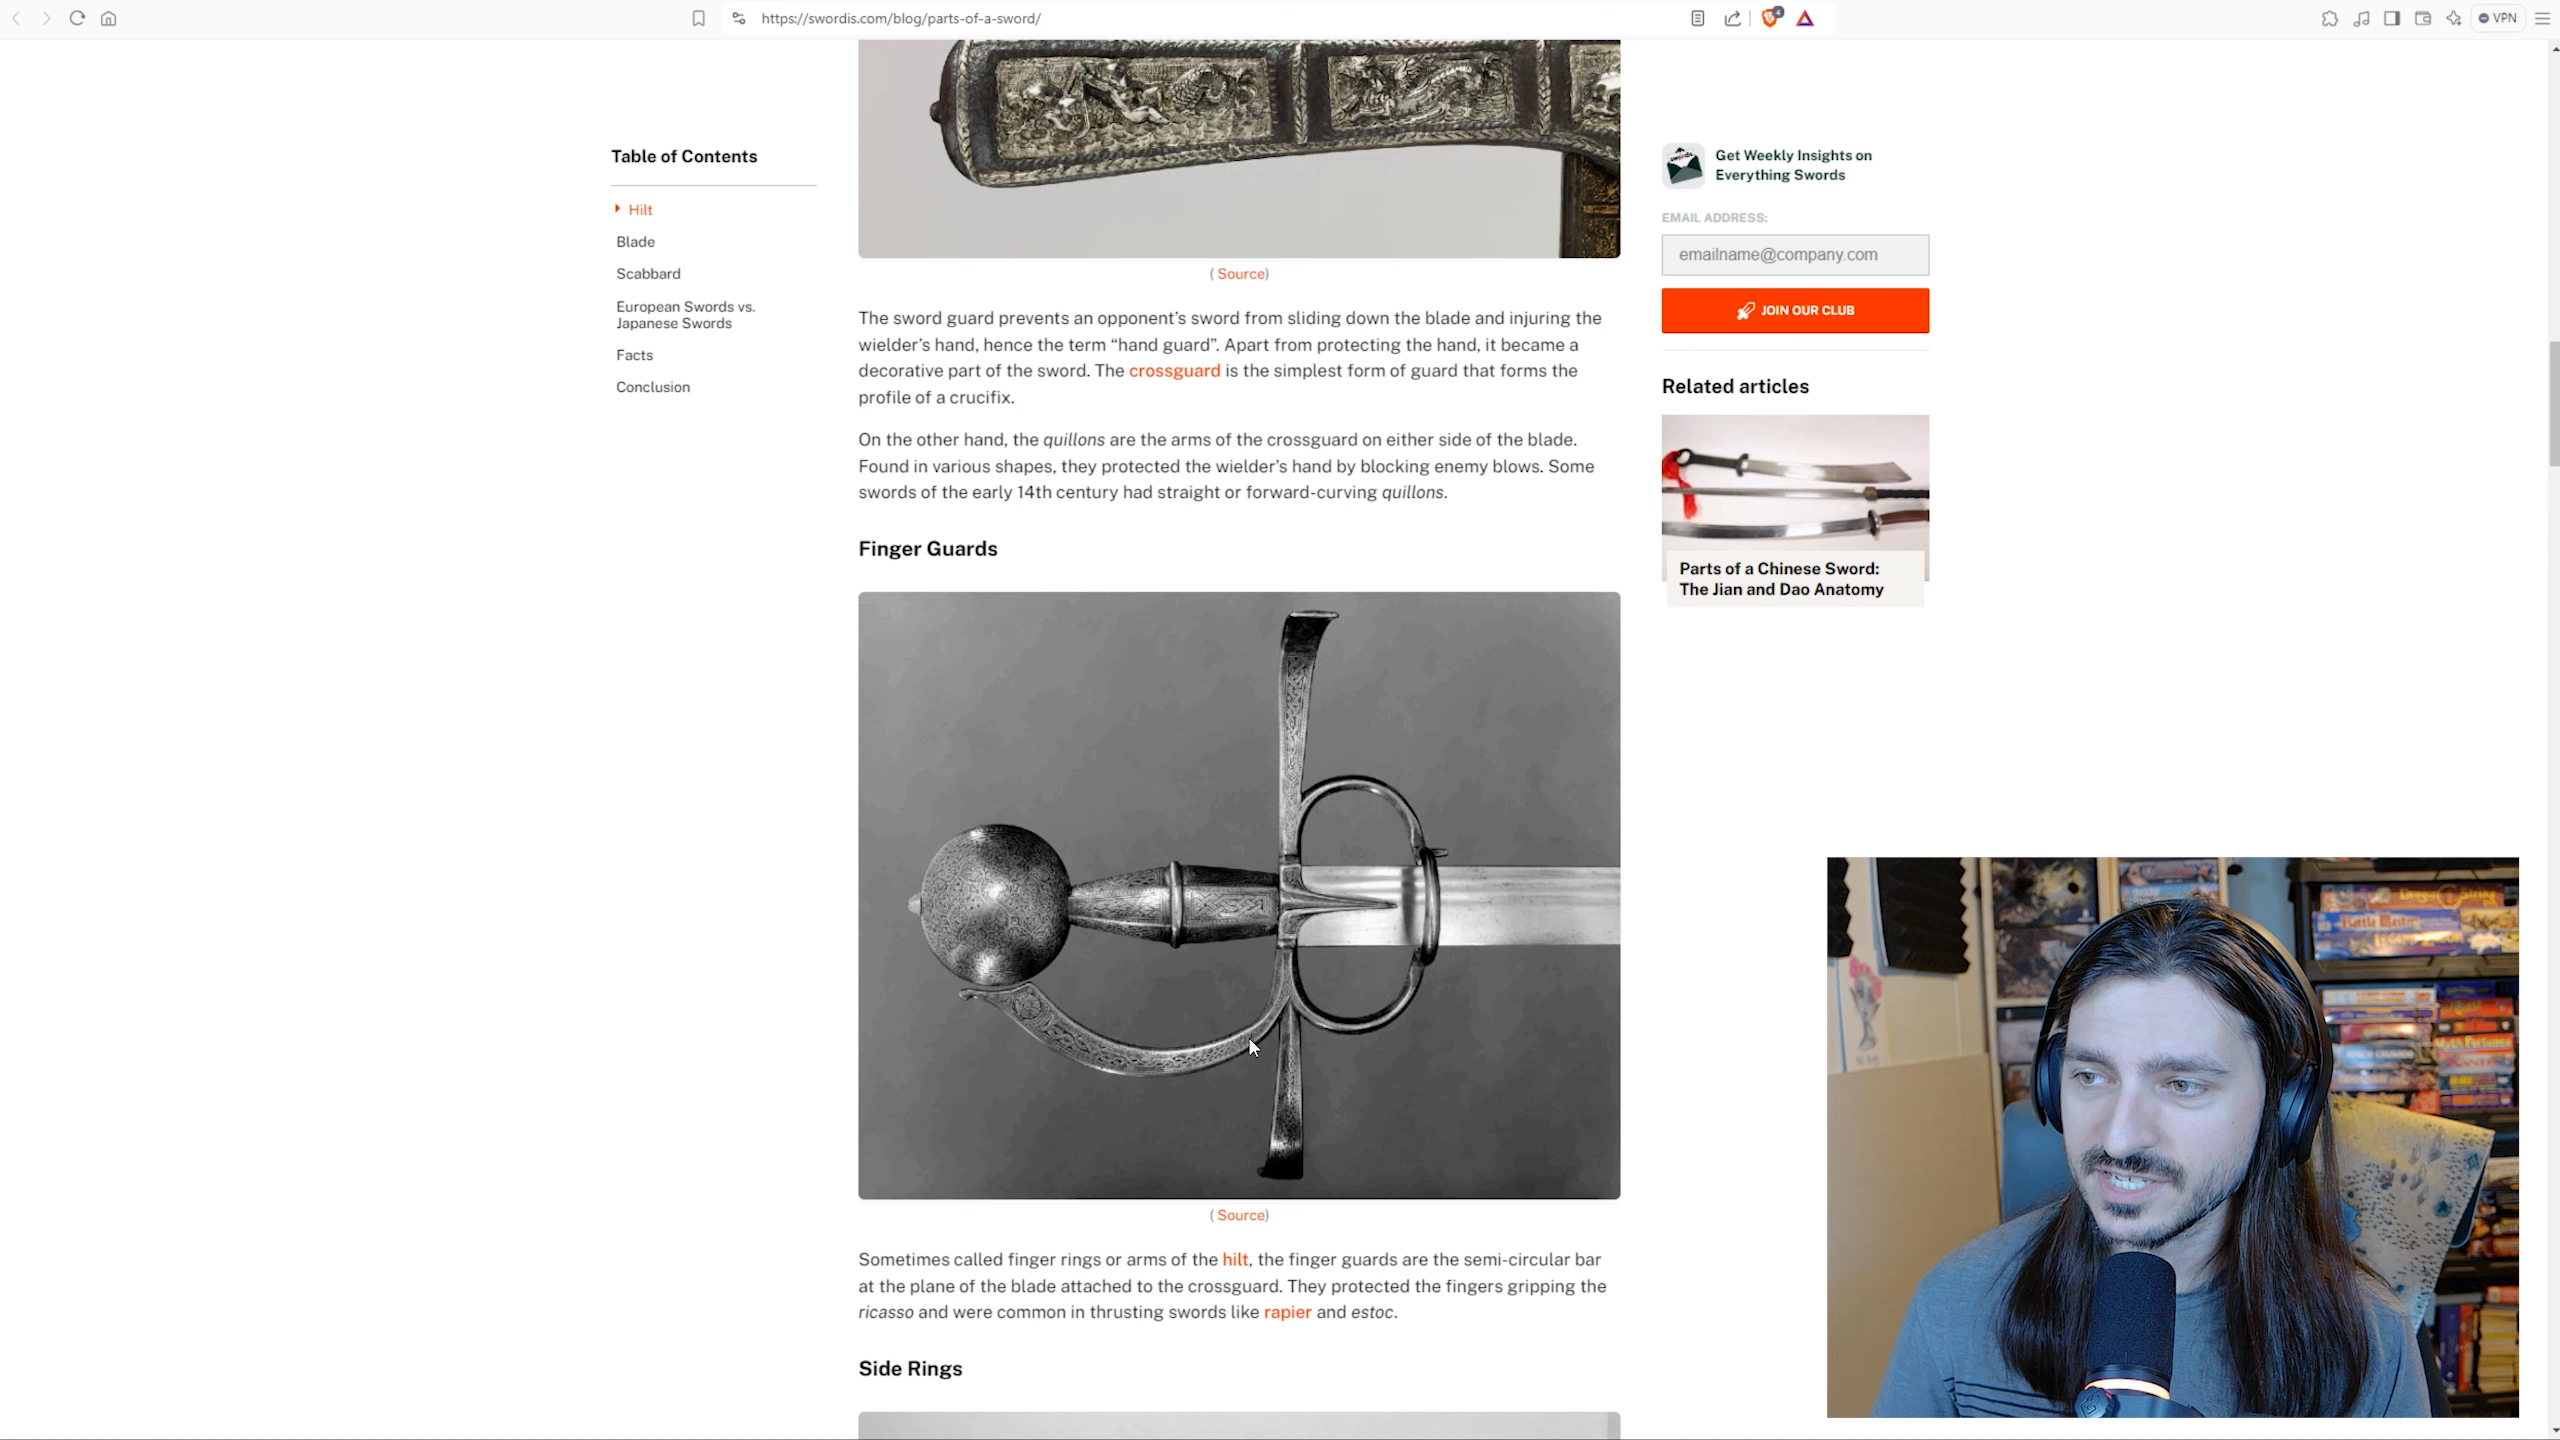 https://swordis.com/blog/parts-of-a-sword/
VPN
Table of Contents
Hilt
Blade
Scabbard
European Swords vs.
Japanese Swords
Facts
Conclusion
( Source)
The sword guard prevents an opponent’s sword from sliding down the blade and injuring the
wielder’s hand, hence the term “hand guard”. Apart from protecting the hand, it became a
decorative part of the sword. The crossguard is the simplest form of guard that forms the
profile of a crucifix.
On the other hand, the quillons are the arms of the crossguard on either side of the blade.
Found in various shapes, they protected the wielder’s hand by blocking enemy blows. Some
swords of the early 14th century had straight or forward-curving quillons.
Finger Guards
( Source)
Sometimes called finger rings or arms of the hilt, the finger guards are the semi-circular bar
at the plane of the blade attached to the crossguard. They protected the fingers gripping the
ricasso and were common in thrusting swords like rapier and estoc.
Side Rings
Get Weekly Insights on
Everything Swords
EMAIL ADDRESS:
emailname@company.com
JOIN OUR CLUB
Related articles
Parts of a Chinese Sword:
The Jian and Dao Anatomy
Battle Masters